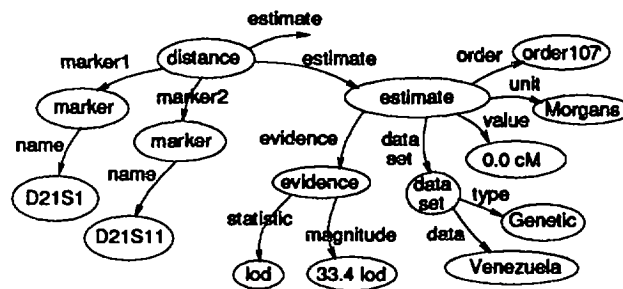 estimate
distance
estimate
order
order107
marker1
marker2
estimate
unit
Morgans
marker
value
name
marker
evidence
data
set
0.0 cM
name
evidence
data
set
type
D21S1
statistic
Genetic
D21S11
magnitude
data
lod
33.4 lod
Venezuela